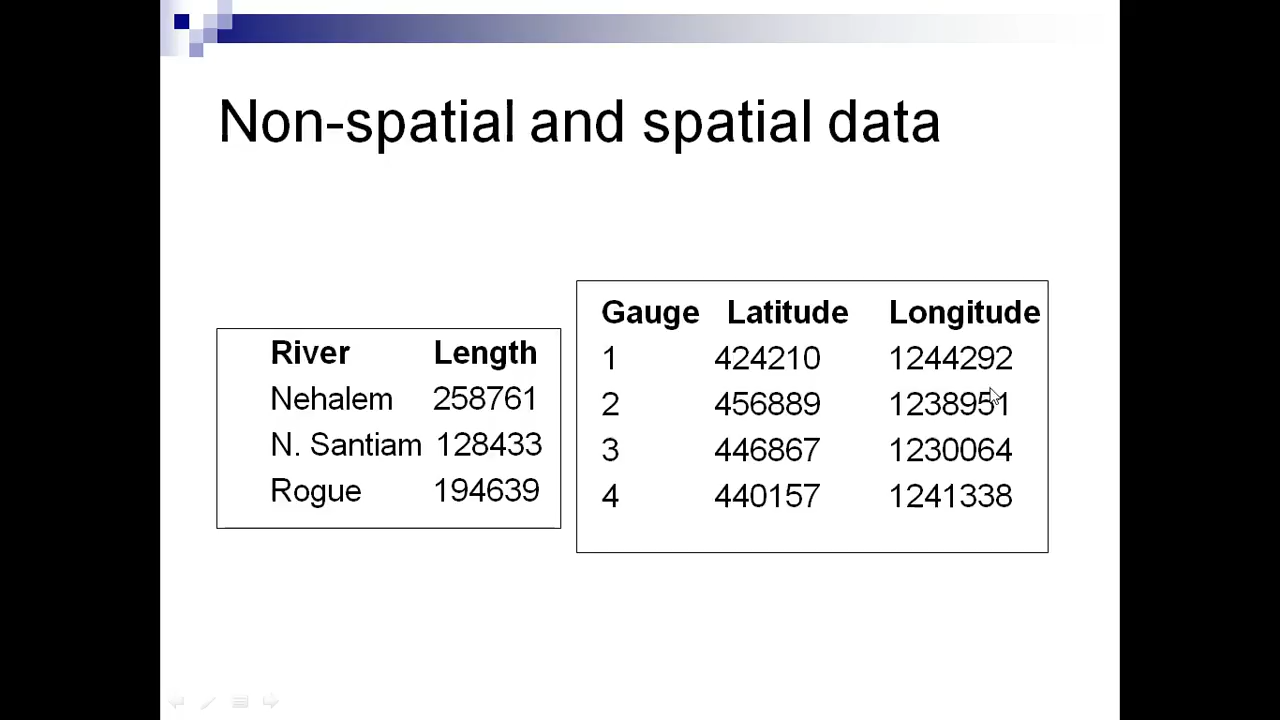 Non-spatial and spatial data
River Length
Nehalem 258761
N. Santiam 128433
Rogue 194639
Gauge Latitude Longitude
1 424210 1244292
2 456889 1238951
3 446867 1230064
4 440157 1241338